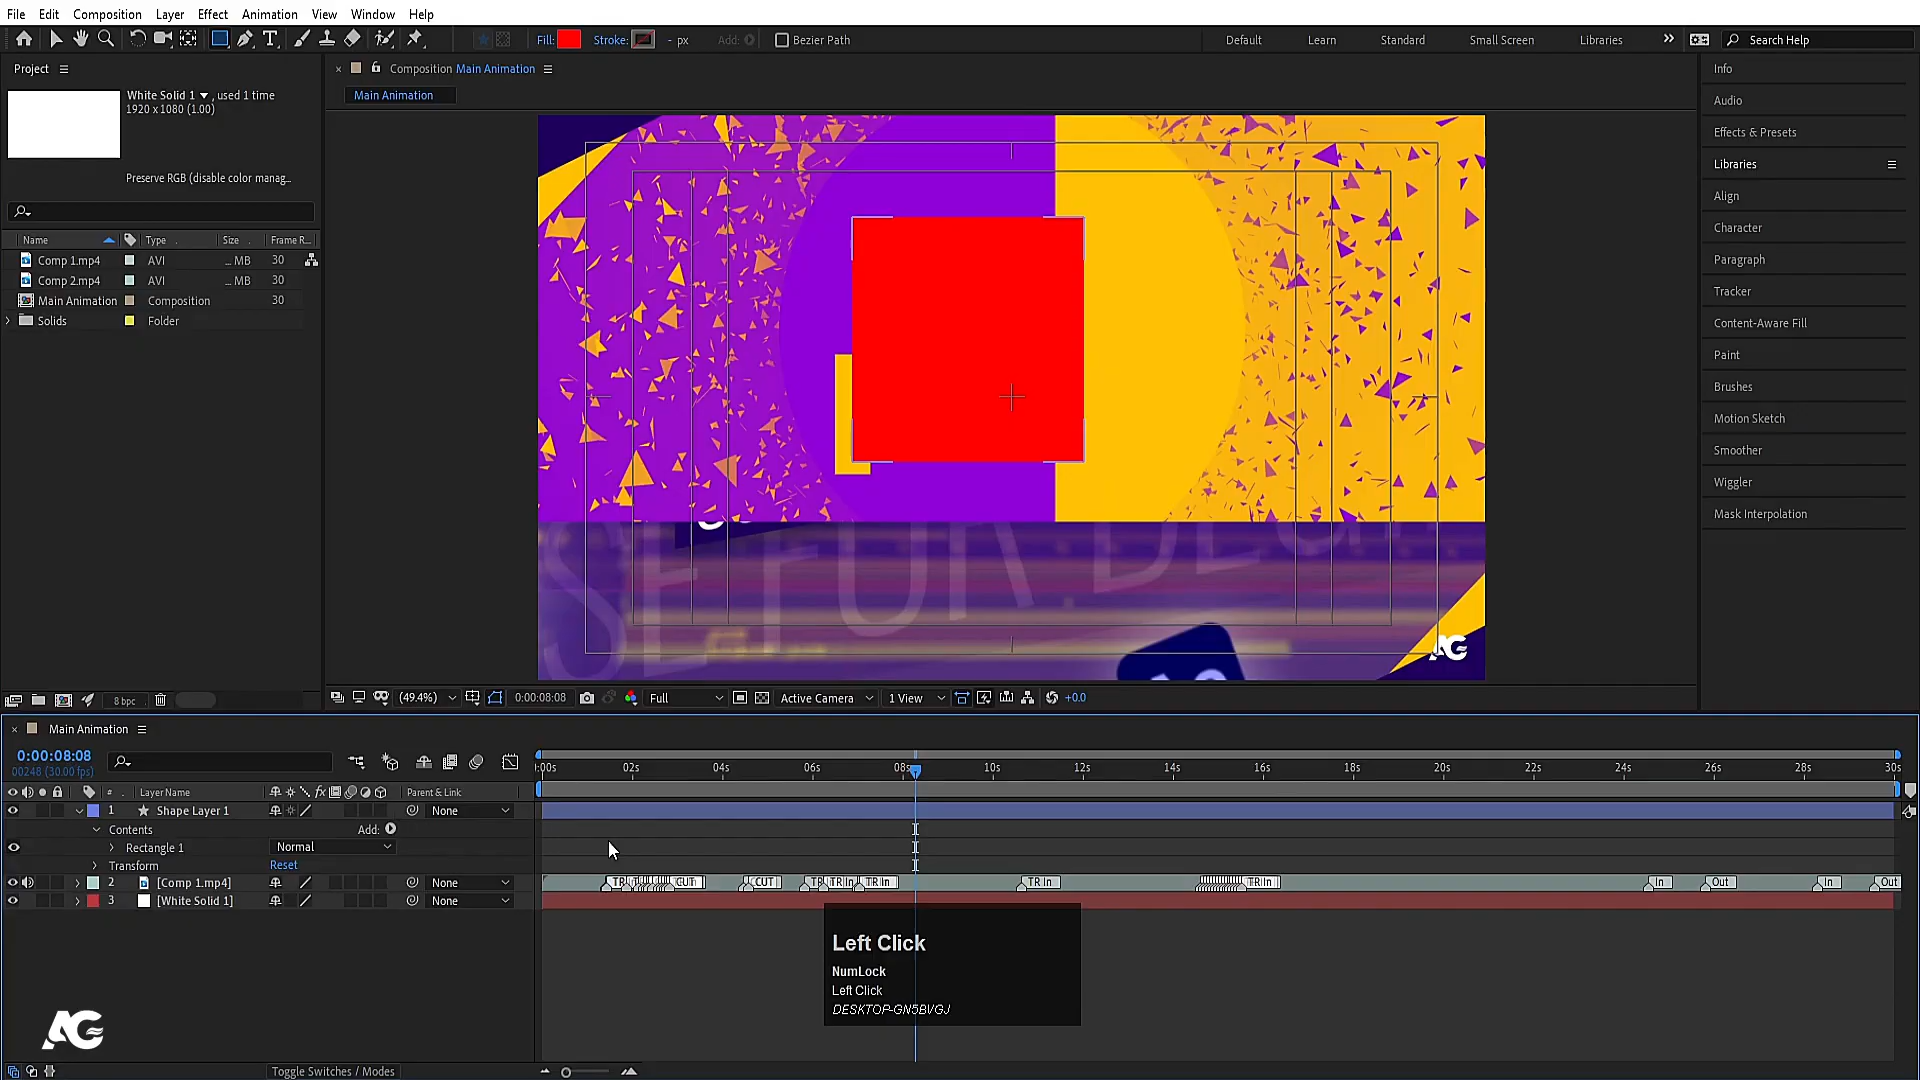 File Edit Composition Layer Effect Animation View Window Help
Fill: Stroke: - px Add: Bezier Path Default Learn Standard Small Screen Libraries » Search Help
Project
White Solid 1 , used 1 time
1920 x 1080 (1.00)
Preserve RGB (disable color manag...
Name Type Size Frame R...
Comp 1.mp4 AVI ... MB 30
Comp 2.mp4 AVI ... MB 30
Main Animation Composition 30
Solids Folder
8 bpc
Composition Main Animation
Main Animation
SE FOR
AG
(49.4%) 0:00:08:08 Full Active Camera 1 View +0.0
Info
Audio
Effects & Presets
Libraries
Align
Character
Paragraph
Tracker
Content-Aware Fill
Paint
Brushes
Motion Sketch
Smoother
Wiggler
Mask Interpolation
Main Animation
0:00:08:08
00248 (30.00 fps)
:00s 02s 04s 06s 08s 10s 12s 14s 16s 18s 20s 22s 24s 26s 28s 30s
# Layer Name fx Parent & Link
1 Shape Layer 1 None
Contents Add:
Rectangle 1 Normal
Transform Reset
2 [Comp 1.mp4] None CUT TR In TR In TR In TR In In Out In Out
3 [White Solid 1] None
Left Click
NumLock
Left Click
DESKTOP-GN5BVGJ
AG
Toggle Switches / Modes